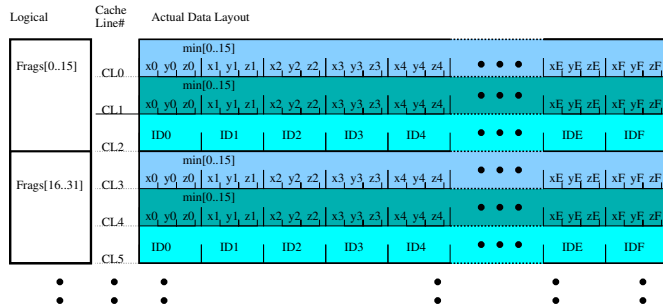 Logical Cache Line# Actual Data Layout
min[0..15]
Frags[0..15] x0 y0 z0 x1 y1 z1 x2 y2 z2 x3 y3 z3 x4 y4 z4 xE yE zE xF yF zF
CL0
min[0..15]
x0 y0 z0 x1 y1 z1 x2 y2 z2 x3 y3 z3 x4 y4 z4 xE yE zE xF yF zF
CL1
ID0 ID1 ID2 ID3 ID4 IDE IDF
CL2
min[0..15]
Frags[16..31] x0 y0 z0 x1 y1 z1 x2 y2 z2 x3 y3 z3 x4 y4 z4 xE yE zE xF yF zF
CL3
min[0..15]
x0 y0 z0 x1 y1 z1 x2 y2 z2 x3 y3 z3 x4 y4 z4 xE yE zE xF yF zF
CL4
ID0 ID1 ID2 ID3 ID4 IDE IDF
CL5